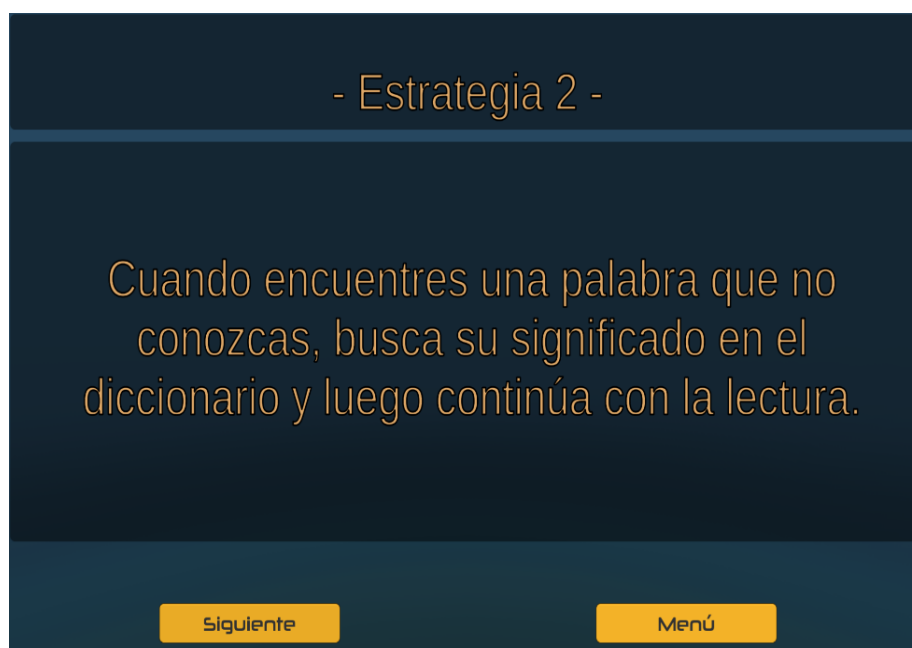 - Estrategia 2 -
Cuando encuentres una palabra que no
conozcas, busca su significado en el
diccionario y luego continúa con la lectura.
Siguiente
Menú